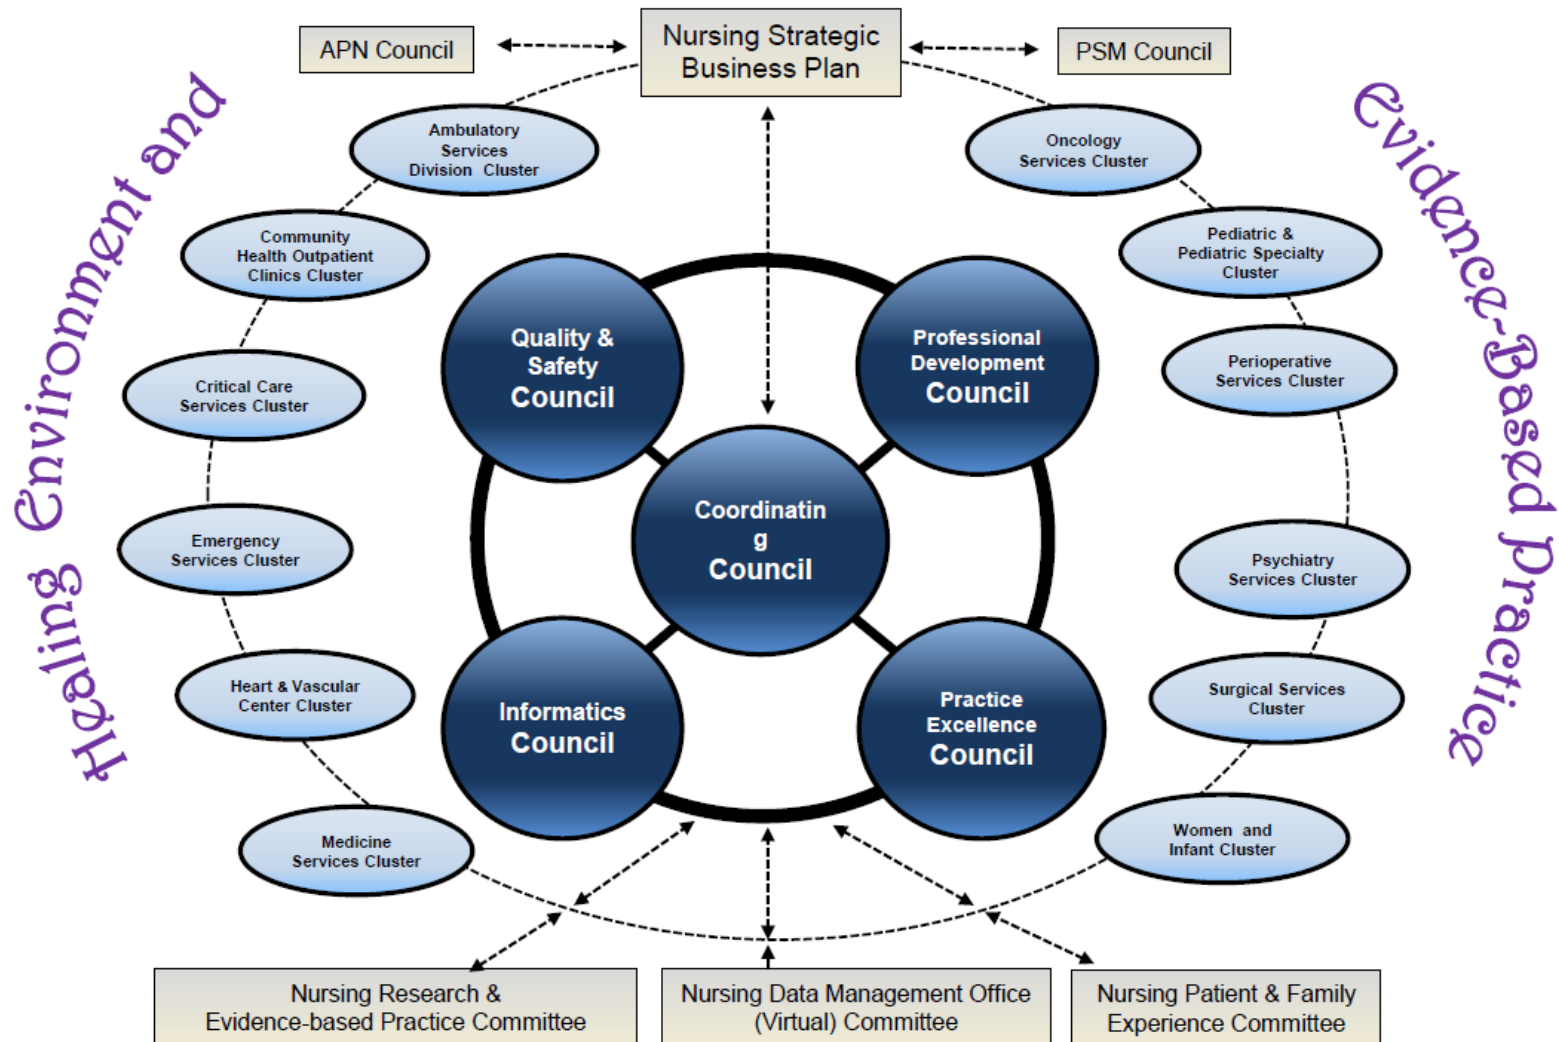 APN Council
Nursing Strategic
Business Plan
PSM Council
Healing Environment and
Evidence-Based Practice
Ambulatory
Services
Division Cluster
Oncology
Services Cluster
Community
Health Outpatient
Clinics Cluster
Pediatric &
Pediatric Specialty
Cluster
Critical Care
Services Cluster
Perioperative
Services Cluster
Emergency
Services Cluster
Psychiatry
Services Cluster
Heart & Vascular
Center Cluster
Surgical Services
Cluster
Medicine
Services Cluster
Women and
Infant Cluster
Quality &
Safety
Council
Professional
Development
Council
Coordinatin
g
Council
Informatics
Council
Practice
Excellence
Council
Nursing Research &
Evidence-based Practice Committee
Nursing Data Management Office
(Virtual) Committee
Nursing Patient & Family
Experience Committee